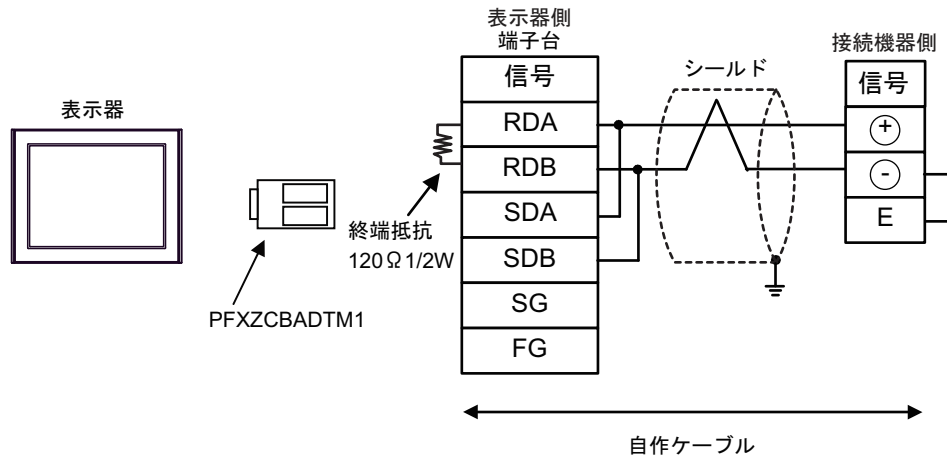 表示器
PFXZCBADTM1
終端抵抗
120Ω1/2W
表示器側
端子台
信号
RDA
RDB
SDA
SDB
SG
FG
シールド
接続機器側
信号
+
-
E
自作ケーブル